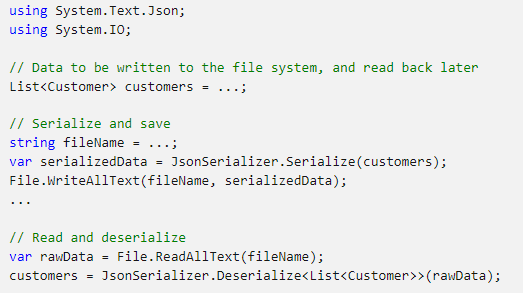 using System.Text.Json;
using System.IO;
// Data to be written to the file system, and read back later
List<Customer> customers = ...;
// Serialize and save
string fileName = ...;
var serializedData = JsonSerializer.Serialize(customers);
File.WriteAllText(fileName, serializedData);
...
// Read and deserialize
var rawData = File.ReadAllText(fileName);
customers = JsonSerializer.Deserialize<List<Customer>>(rawData);